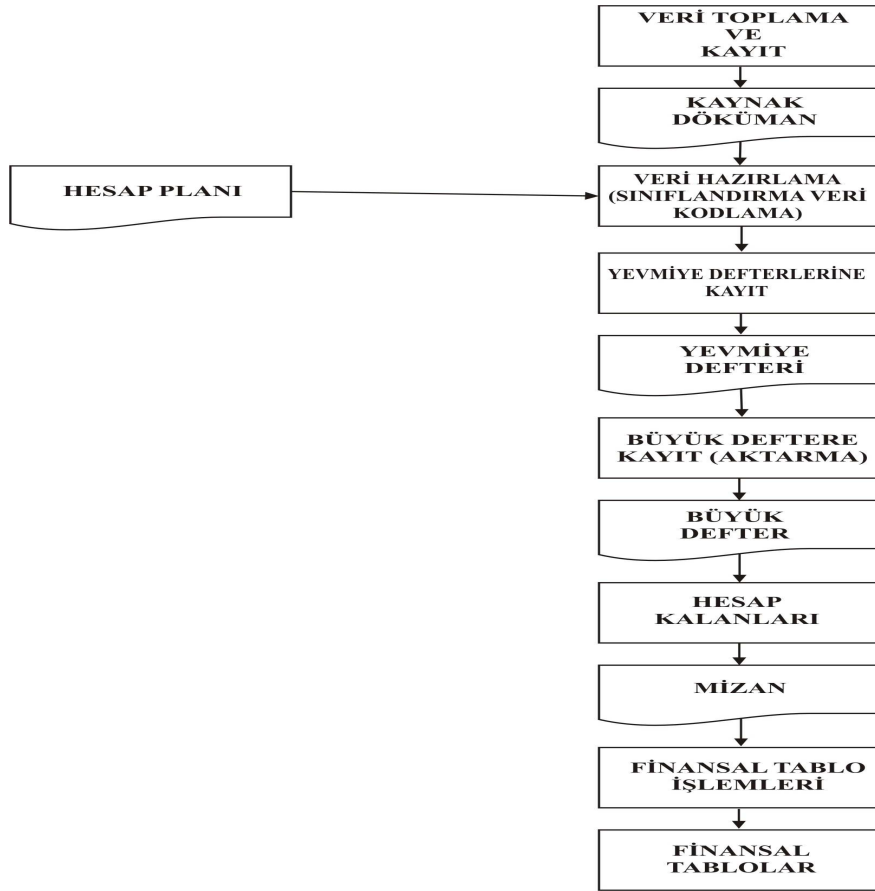 VERİ TOPLAMA
VE
KAYIT
KAYNAK
DÖKÜMAN
HESAP PLANI
VERİ HAZIRLAMA
(SINIFLANDIRMA VERİ
KODLAMA)
YEVMİYE DEFTERLERİNE
KAYIT
YEVMİYE
DEFTERİ
BÜYÜK DEFTERE
KAYIT (AKTARMA)
BÜYÜK
DEFTER
HESAP
KALANLARI
MİZAN
FİNANSAL TABLO
İŞLEMLERİ
FİNANSAL
TABLOLAR